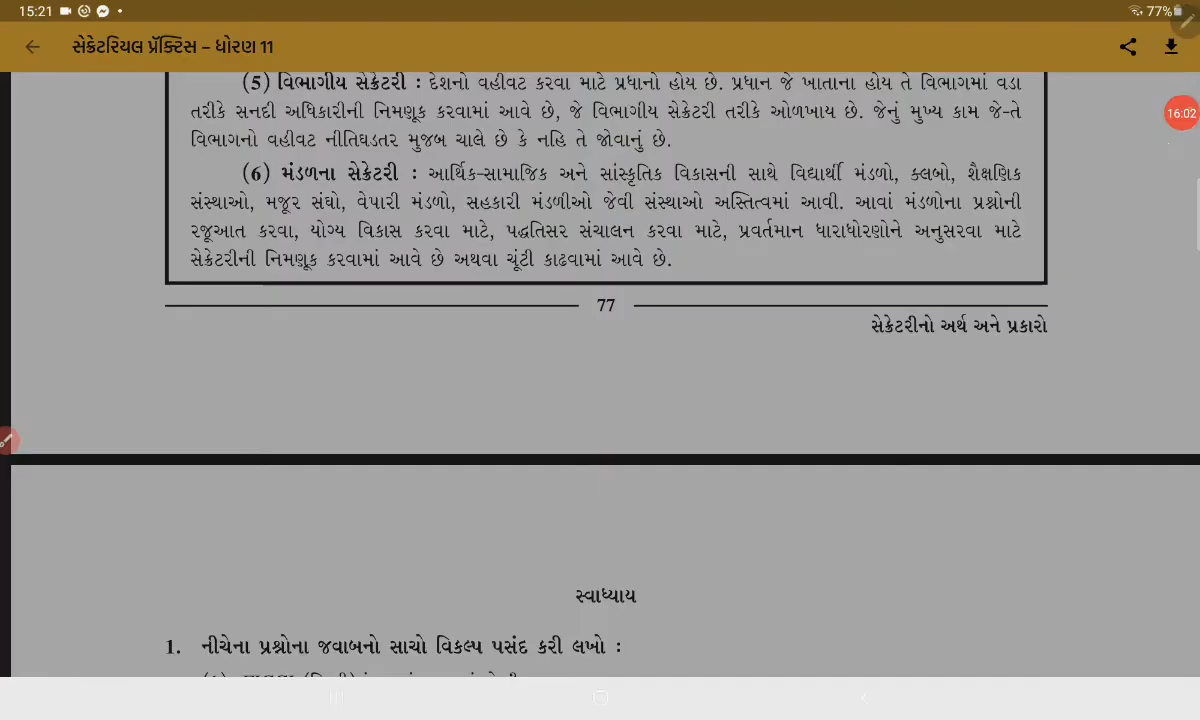 15:21
77%
સેક્રેટરિયલ પ્રૅક્ટિસ – ધોરણ 11
16:02
(5) વિભાગીય સેક્રેટરી : દેશનો વહીવટ કરવા માટે પ્રધાનો હોય છે. પ્રધાન જે ખાતાના હોય તે વિભાગમાં વડા
તરીકે સનદી અધિકારીની નિમણૂક કરવામાં આવે છે, જે વિભાગીય સેક્રેટરી તરીકે ઓળખાય છે. જેનું મુખ્ય કામ જે-તે
વિભાગનો વહીવટ નીતિઘડતર મુજબ ચાલે છે કે નહિ તે જોવાનું છે.
(6) મંડળના સેક્રેટરી : આર્થિક-સામાજિક અને સાંસ્કૃતિક વિકાસની સાથે વિદ્યાર્થી મંડળો, ક્લબો, શૈક્ષણિક
સંસ્થાઓ, મજૂર સંઘો, વેપારી મંડળો, સહકારી મંડળીઓ જેવી સંસ્થાઓ અસ્તિત્વમાં આવી. આવાં મંડળોના પ્રશ્નોની
રજૂઆત કરવા, યોગ્ય વિકાસ કરવા માટે, પદ્ધતિસર સંચાલન કરવા માટે, પ્રવર્તમાન ધારાધોરણોને અનુસરવા માટે
સેક્રેટરીની નિમણૂક કરવામાં આવે છે અથવા ચૂંટી કાઢવામાં આવે છે.
77
સેક્રેટરીનો અર્થ અને પ્રકારો
સ્વાધ્યાય
1. નીચેના પ્રશ્નોના જવાબનો સાચો વિકલ્પ પસંદ કરી લખો :